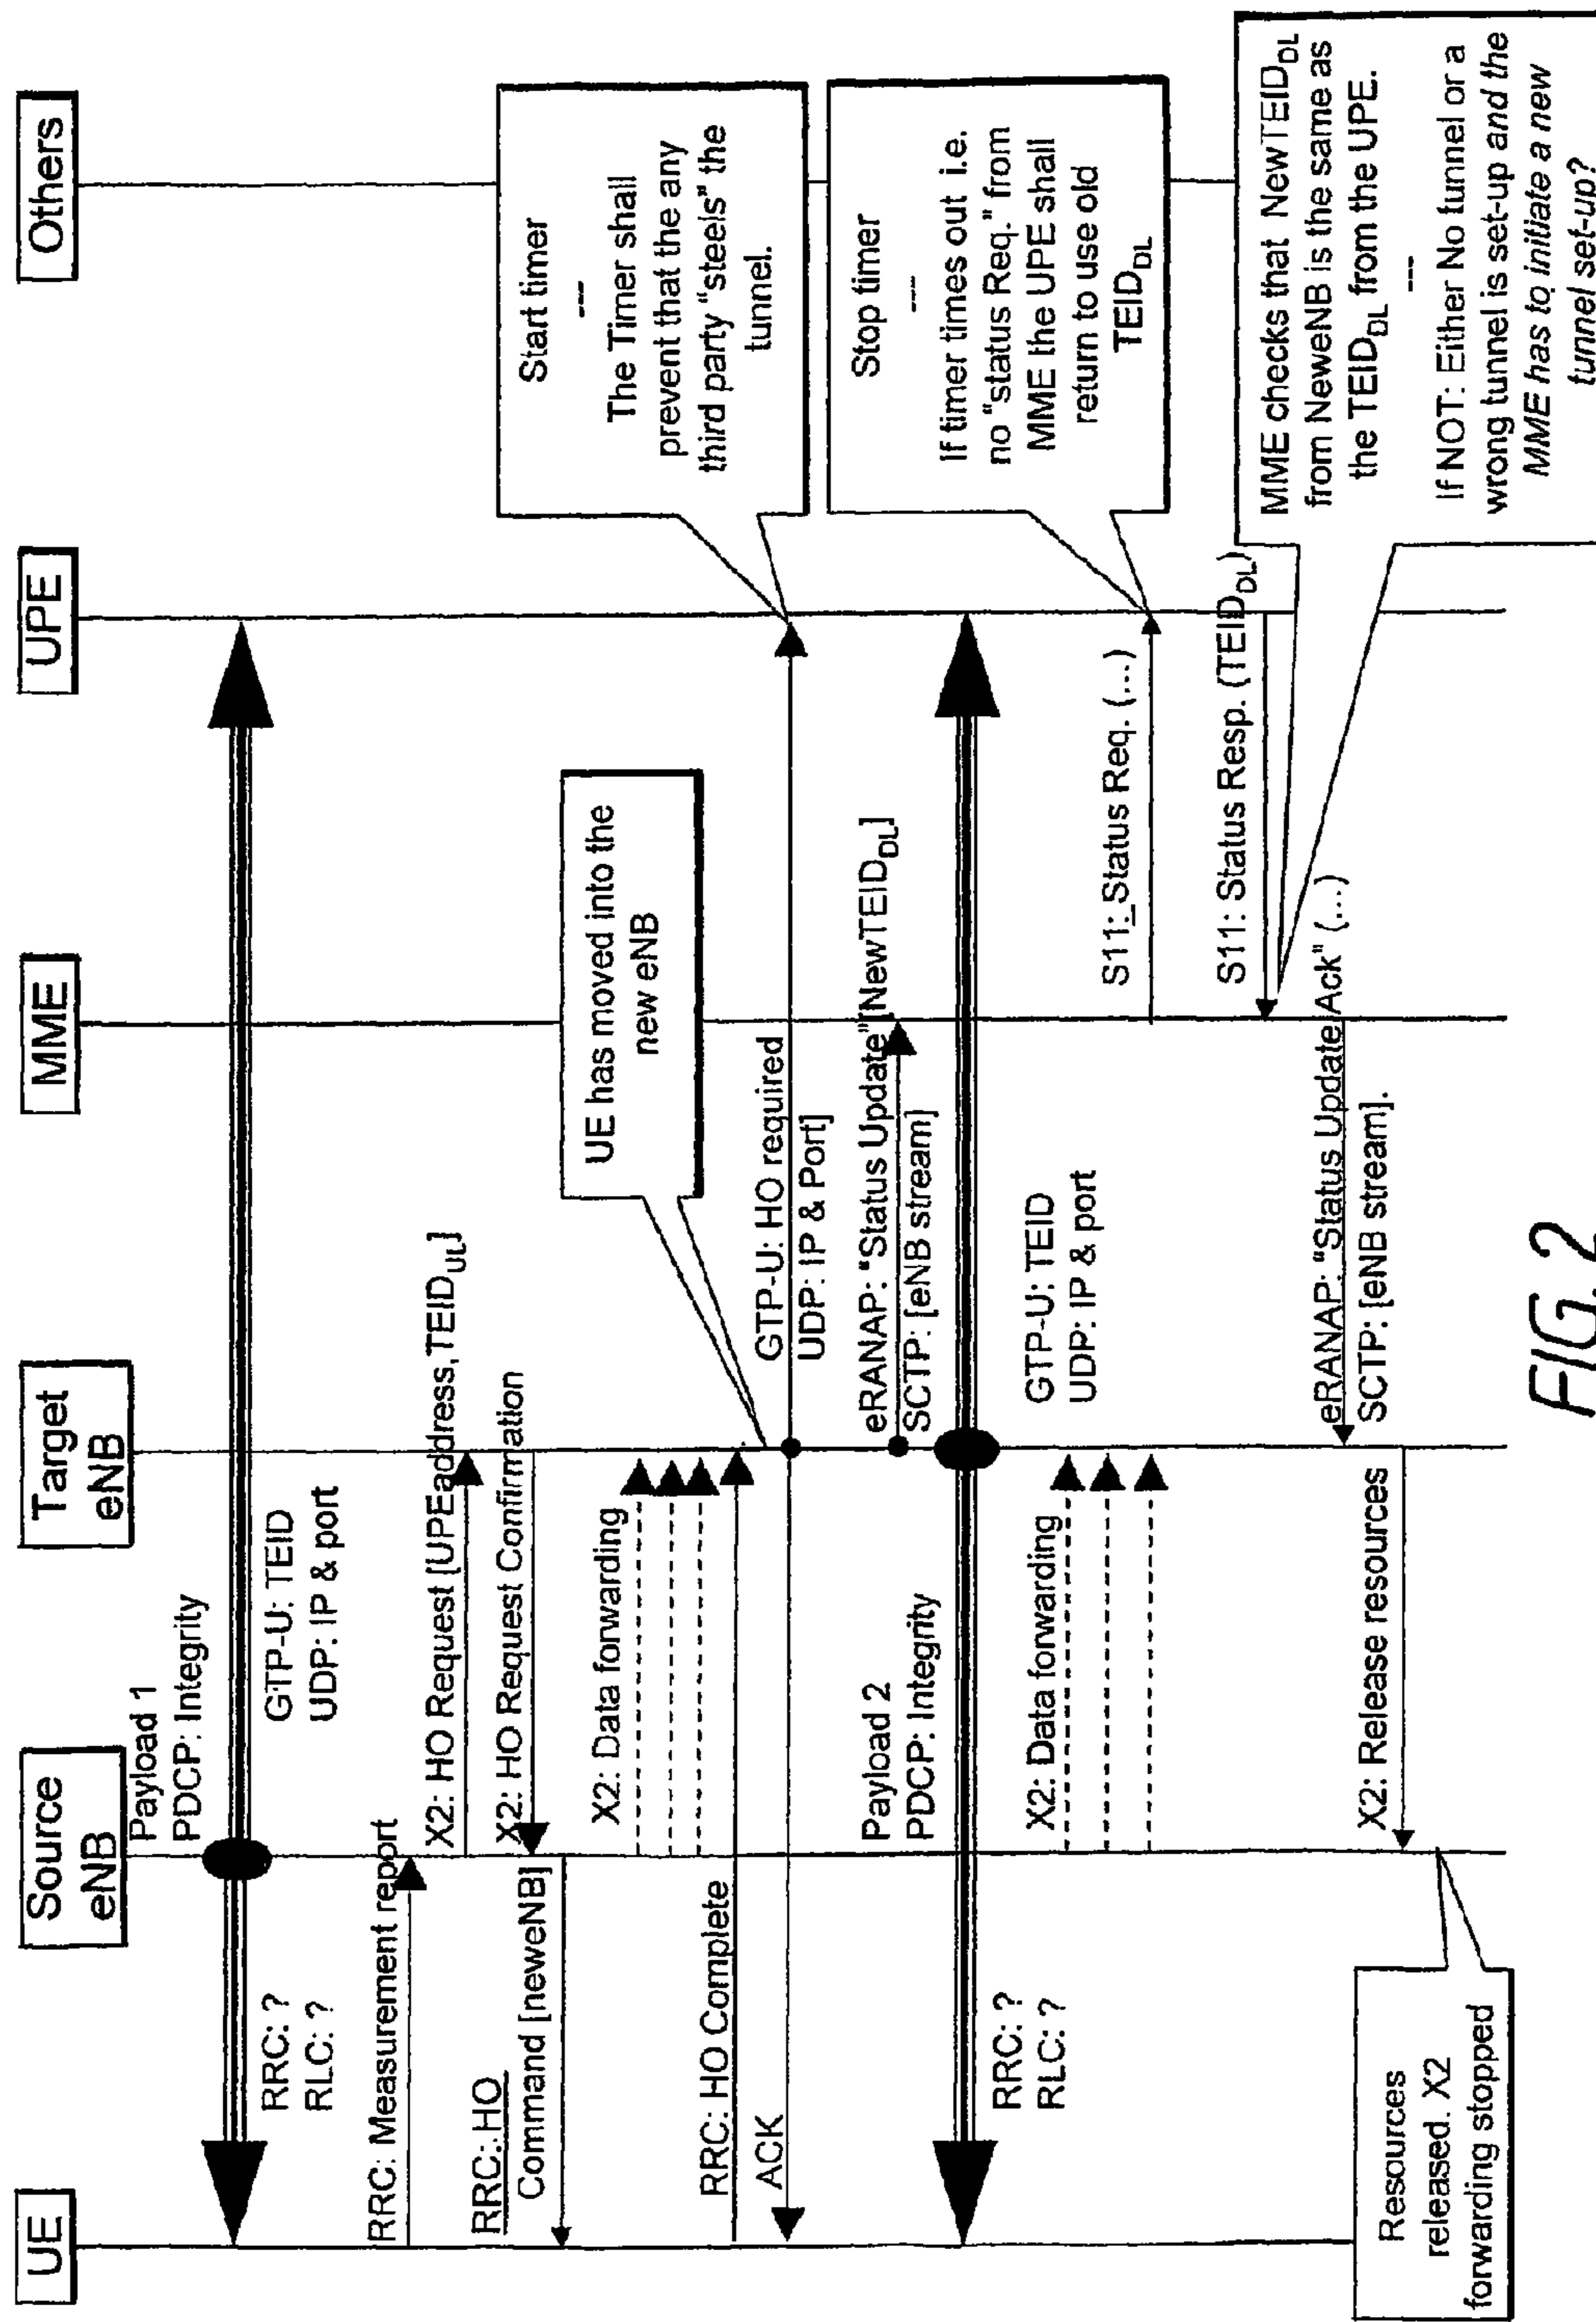 UE
Source
eNB
Target
eNB
MME
UPE
Others
Payload 1
PDCP: Integrity
RRC: ?
RLC: ?
GTP-U: TEID
UDP: IP & port
RRC: Measurement report
X2: HO Request [UPEaddress,TEID_UL]
X2: HO Request Confirmation
RRC: HO
Command [neweNB]
X2: Data forwarding
UE has moved into the
new eNB
RRC: HO Complete
ACK
GTP-U: HO required
UDP: IP & Port]
Start timer
---
The Timer shall
prevent that the any
third party "steels" the
tunnel.
eRANAP: "Status Update"[NewTEID_DL]
SCTP: [eNB stream]
Payload 2
PDCP: Integrity
RRC: ?
RLC: ?
GTP-U: TEID
UDP: IP & port
X2: Data forwarding
S11: Status Req. (...)
Stop timer
---
If timer times out i.e.
no "status Req." from
MME the UPE shall
return to use old
TEID_DL
S11: Status Resp. (TEID_DL)
MME checks that NewTEID_DL
from NeweNB is the same as
the TEID_DL from the UPE.
---
If NOT: Either No tunnel or a
wrong tunnel is set-up and the
MME has to initiate a new
tunnel set-up?
eRANAP: "Status Update Ack" (...)
SCTP: [eNB stream].
X2: Release resources
Resources
released. X2
forwarding stopped
FIG. 2